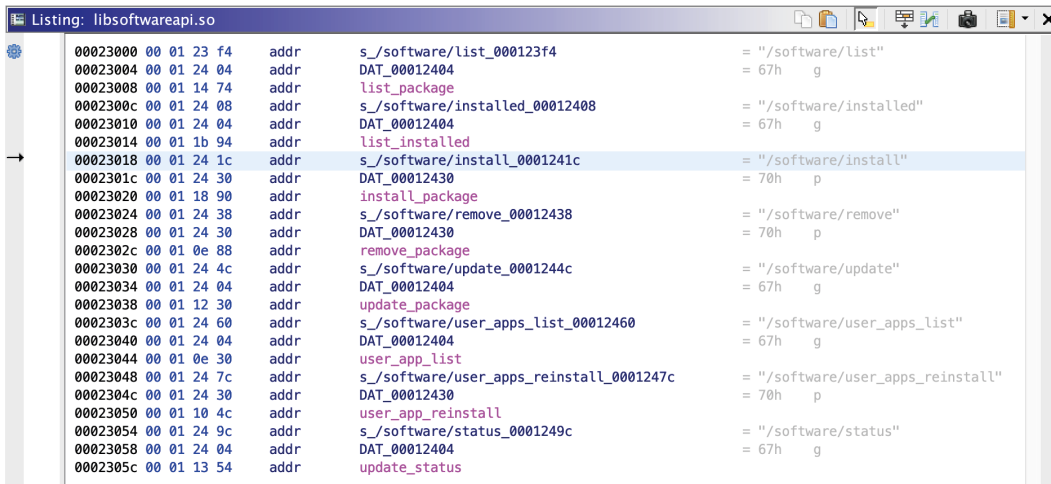 Listing: libsoftwareapi.so
00023000 00 01 23 f4 addr s_/software/list_000123f4 = "/software/list"
00023004 00 01 24 04 addr DAT_00012404 = 67h g
00023008 00 01 14 74 addr list_package
0002300c 00 01 24 08 addr s_/software/installed_00012408 = "/software/installed"
00023010 00 01 24 04 addr DAT_00012404 = 67h g
00023014 00 01 1b 94 addr list_installed
00023018 00 01 24 1c addr s_/software/install_0001241c = "/software/install"
0002301c 00 01 24 30 addr DAT_00012430 = 70h p
00023020 00 01 18 90 addr install_package
00023024 00 01 24 38 addr s_/software/remove_00012438 = "/software/remove"
00023028 00 01 24 30 addr DAT_00012430 = 70h p
0002302c 00 01 0e 88 addr remove_package
00023030 00 01 24 4c addr s_/software/update_0001244c = "/software/update"
00023034 00 01 24 04 addr DAT_00012404 = 67h g
00023038 00 01 12 30 addr update_package
0002303c 00 01 24 60 addr s_/software/user_apps_list_00012460 = "/software/user_apps_list"
00023040 00 01 24 04 addr DAT_00012404 = 67h g
00023044 00 01 0e 30 addr user_app_list
00023048 00 01 24 7c addr s_/software/user_apps_reinstall_0001247c = "/software/user_apps_reinstall"
0002304c 00 01 24 30 addr DAT_00012430 = 70h p
00023050 00 01 10 4c addr user_app_reinstall
00023054 00 01 24 9c addr s_/software/status_0001249c = "/software/status"
00023058 00 01 24 04 addr DAT_00012404 = 67h g
0002305c 00 01 13 54 addr update_status